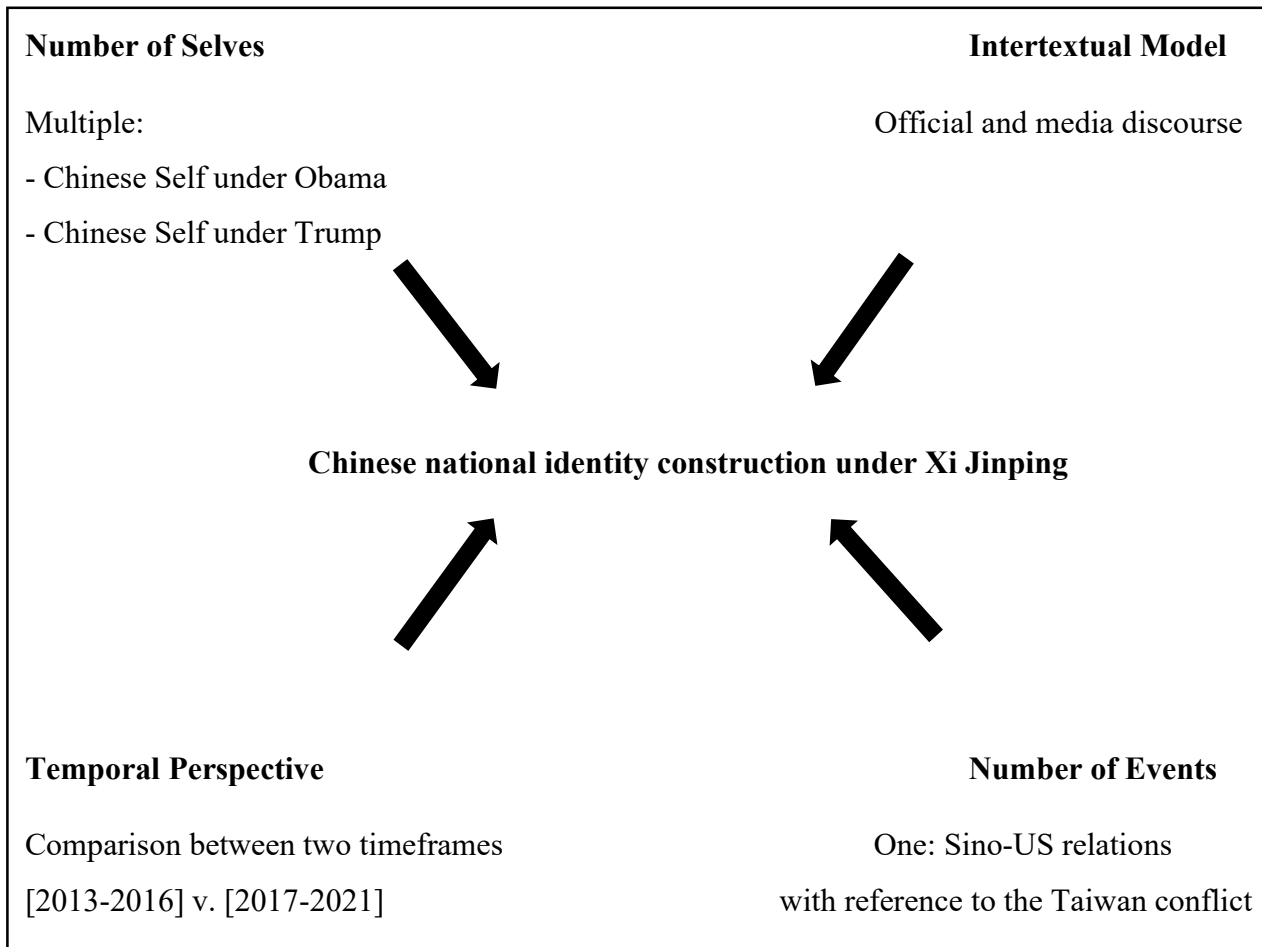 Number of Selves
Multiple:
- Chinese Self under Obama
- Chinese Self under Trump
Intertextual Model
Official and media discourse
Chinese national identity construction under Xi Jinping
Temporal Perspective
Comparison between two timeframes
[2013-2016] v. [2017-2021]
Number of Events
One: Sino-US relations
with reference to the Taiwan conflict